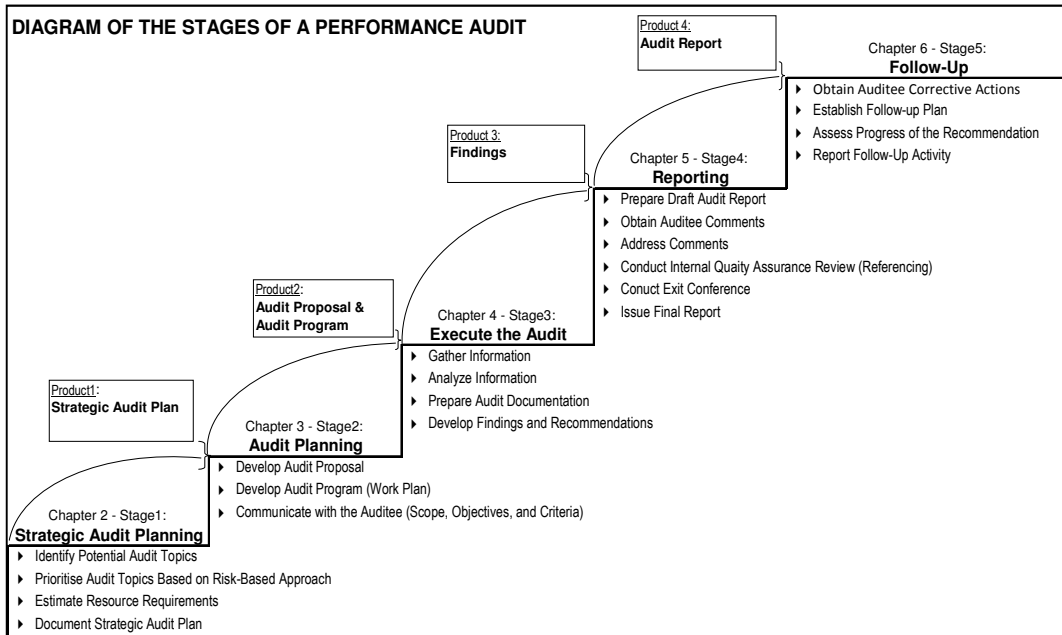 DIAGRAM OF THE STAGES OF A PERFORMANCE AUDIT
Product 4:
Audit Report
Chapter 6 - Stage5:
Follow-Up
Obtain Auditee Corrective Actions
Establish Follow-up Plan
Assess Progress of the Recommendation
Report Follow-Up Activity
Product 3:
Findings
Chapter 5 - Stage4:
Reporting
Prepare Draft Audit Report
Obtain Auditee Comments
Address Comments
Conduct Internal Quaity Assurance Review (Referencing)
Conuct Exit Conference
Issue Final Report
Product2:
Audit Proposal &
Audit Program
Chapter 4 - Stage3:
Execute the Audit
Gather Information
Analyze Information
Prepare Audit Documentation
Develop Findings and Recommendations
Product1:
Strategic Audit Plan
Chapter 3 - Stage2:
Audit Planning
Develop Audit Proposal
Develop Audit Program (Work Plan)
Communicate with the Auditee (Scope, Objectives, and Criteria)
Chapter 2 - Stage1:
Strategic Audit Planning
Identify Potential Audit Topics
Prioritise Audit Topics Based on Risk-Based Approach
Estimate Resource Requirements
Document Strategic Audit Plan